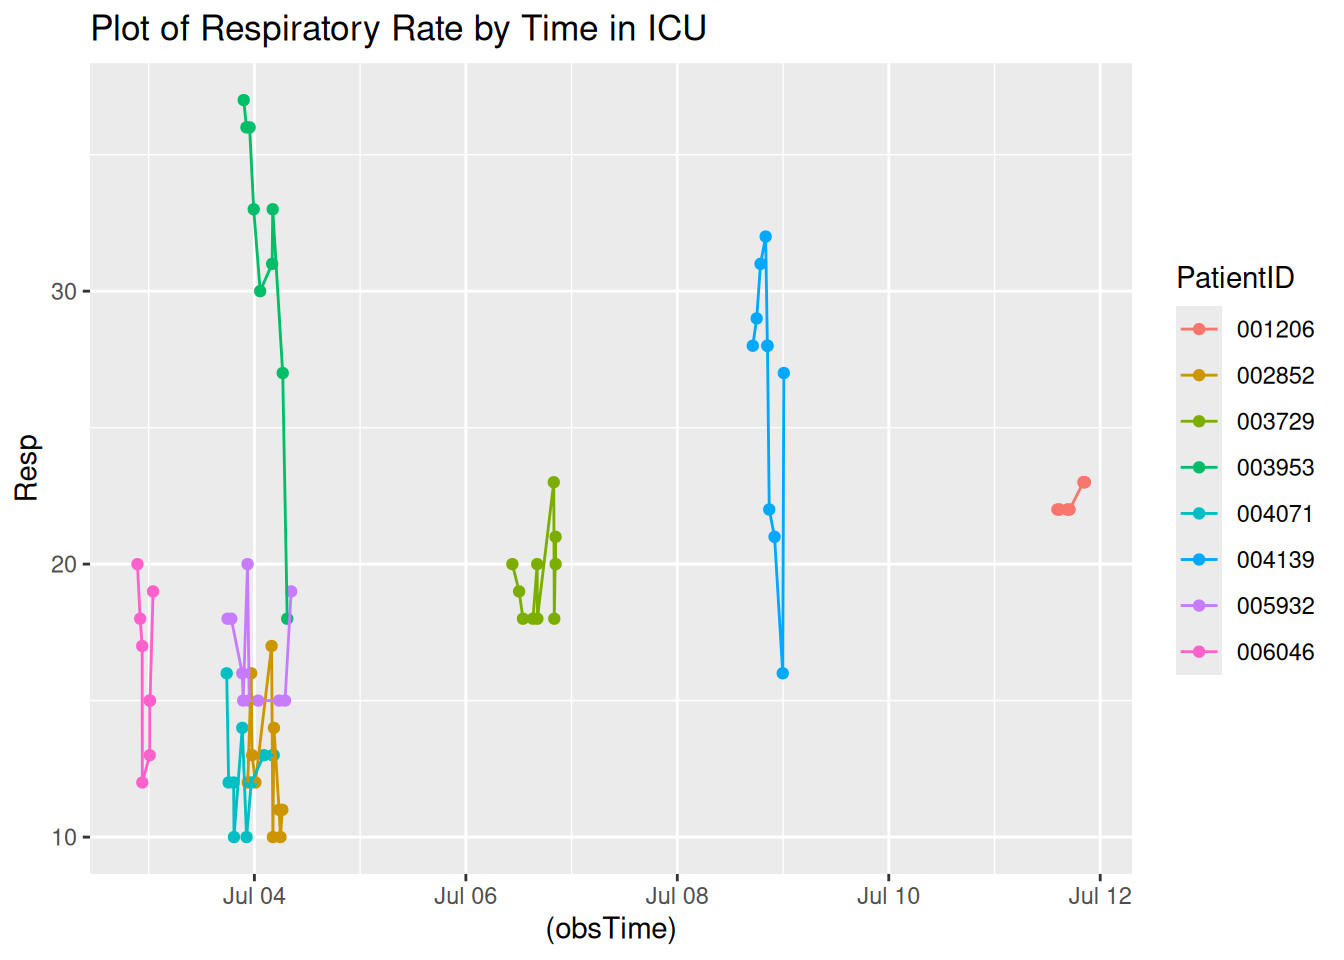 Plot of Respiratory Rate by Time in ICU
Resp
30
20
10
Jul 04
Jul 06
Jul 08
Jul 10
Jul 12
(obsTime)
PatientID
001206
002852
003729
003953
004071
004139
005932
006046